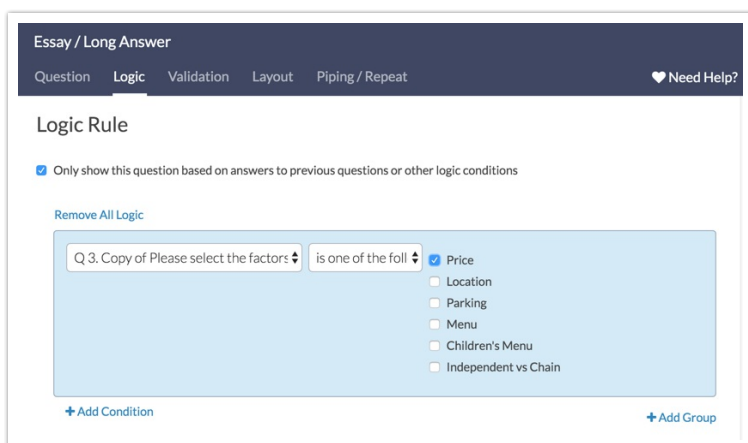 Essay / Long Answer
Question Logic Validation Layout Piping / Repeat Need Help?
Logic Rule
Only show this question based on answers to previous questions or other logic conditions
Remove All Logic
Q 3. Copy of Please select the factors is one of the foll Price
Location
Parking
Menu
Children's Menu
Independent vs Chain
+ Add Condition
+ Add Group